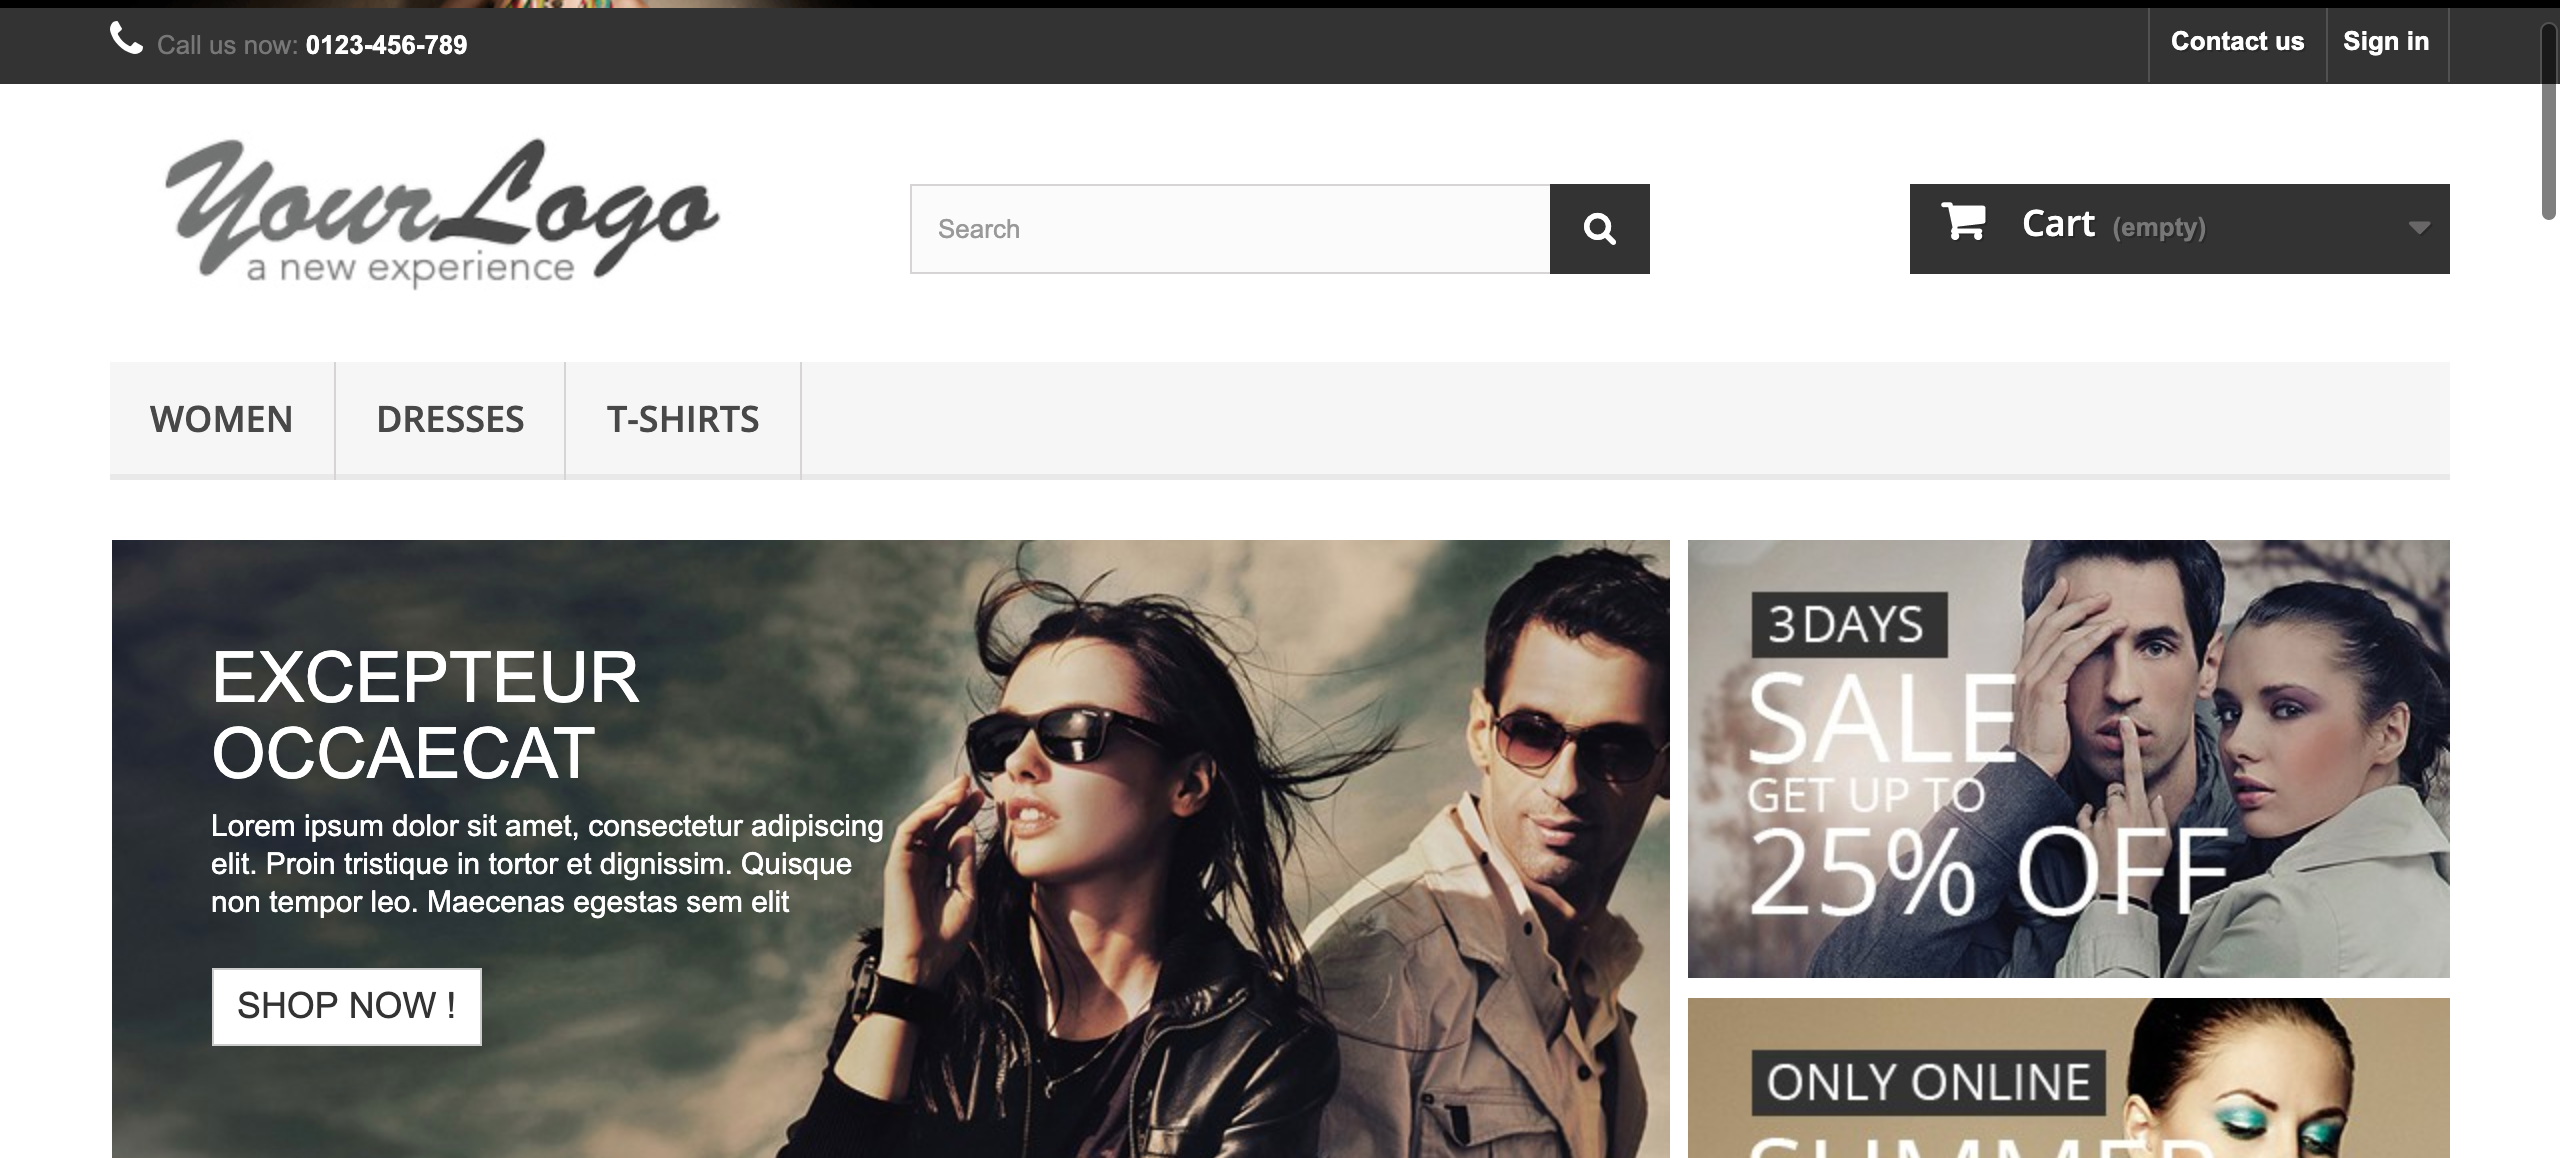 Call us now: 0123-456-789
Contact us
Sign in
YourLogo
a new experience
Search
Cart (empty)
WOMEN
DRESSES
T-SHIRTS
EXCEPTEUR
OCCAECAT
Lorem ipsum dolor sit amet, consectetur adipiscing
elit. Proin tristique in tortor et dignissim. Quisque
non tempor leo. Maecenas egestas sem elit
SHOP NOW !
3 DAYS
SALE
GET UP TO
25% OFF
ONLY ONLINE
SUMMER